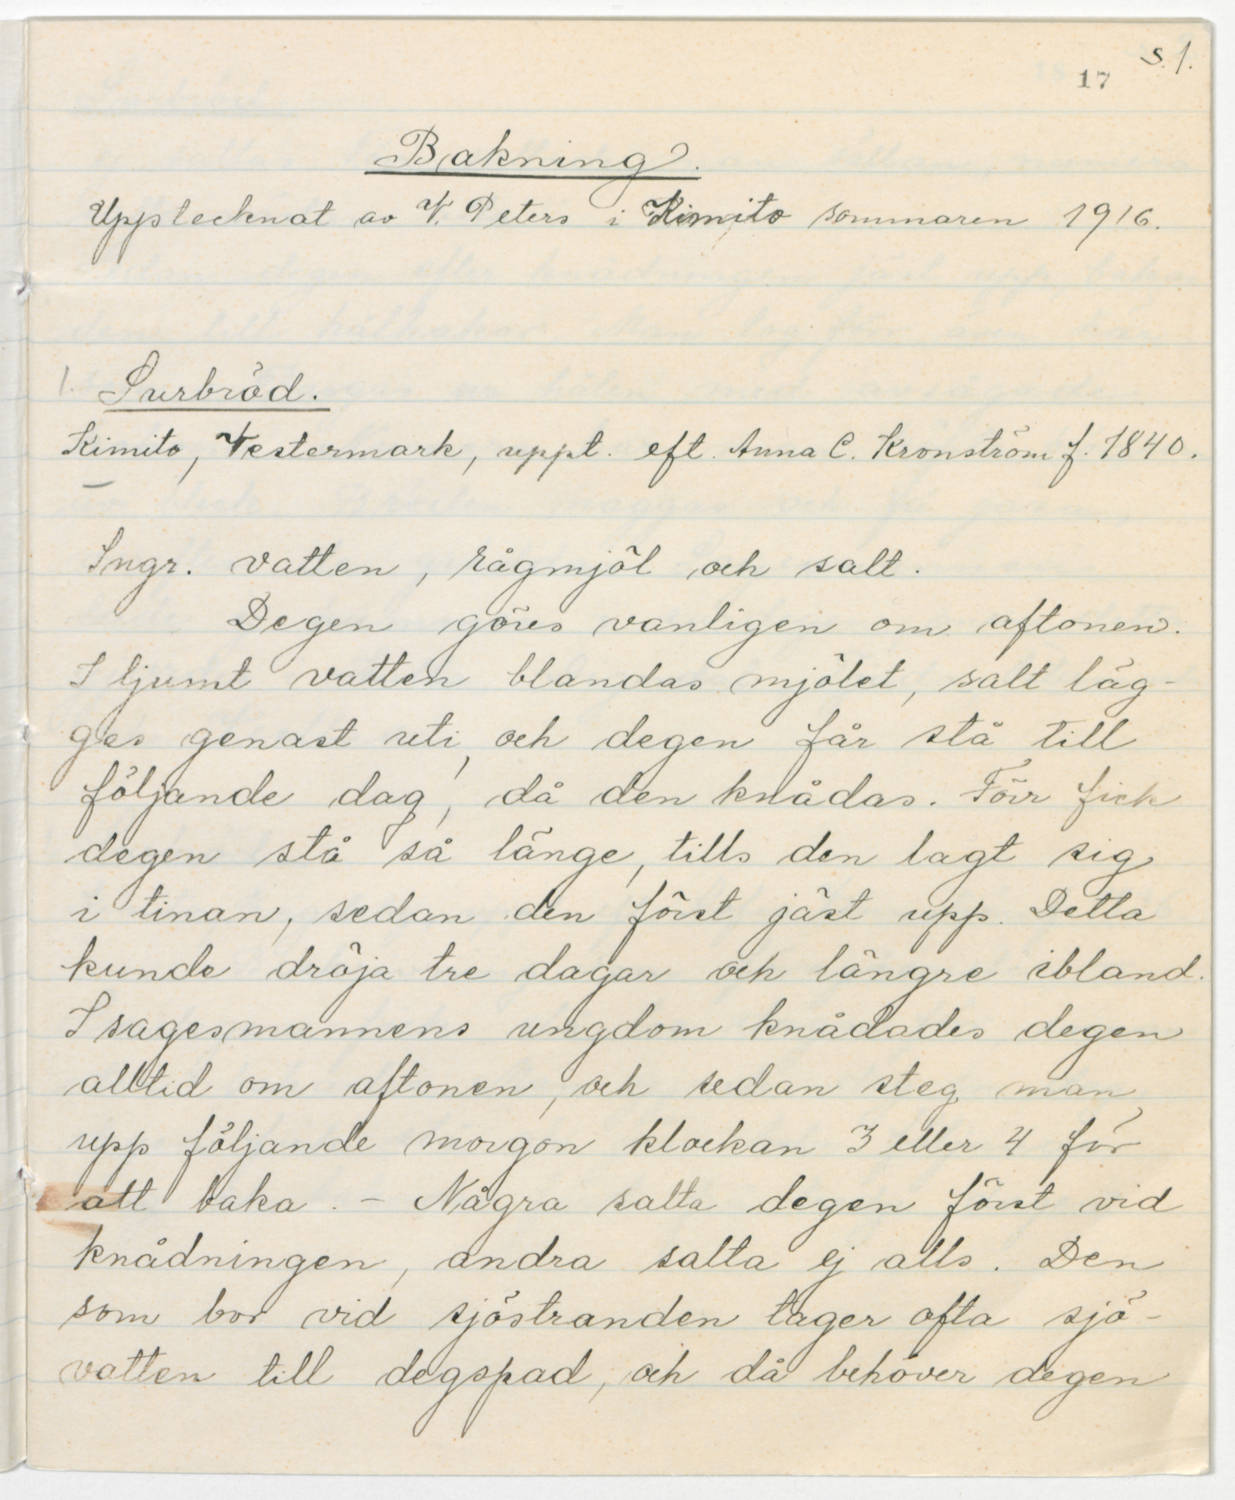 s. 1.
17
Bakning.
Upptecknat av V. Peters i Kimito sommaren 1916.
1. Surbröd.
Kimito, Vestermark, uppt. eft. Anna C. Kronström f. 1840.
Ingr. vatten, rågmjöl och salt.
Degen göres vanligen om aftonen.
I ljumt vatten blandas mjölet, salt läg-
ges genast uti, och degen får stå till
följande dag, då den knådas. Förr fick
degen stå så länge, tills den lagt sig
i tinan, sedan den först jäst upp. Detta
kunde dröja tre dagar och längre ibland.
I sagesmannens ungdom knådades degen
alltid om aftonen, och sedan steg man
upp följande morgon klockan 3 eller 4 för
att baka. - Några salta degen först vid
knådningen, andra salta ej alls. Den
som bor vid sjöstranden tager ofta sjö-
vatten till degspad, och då behöver degen